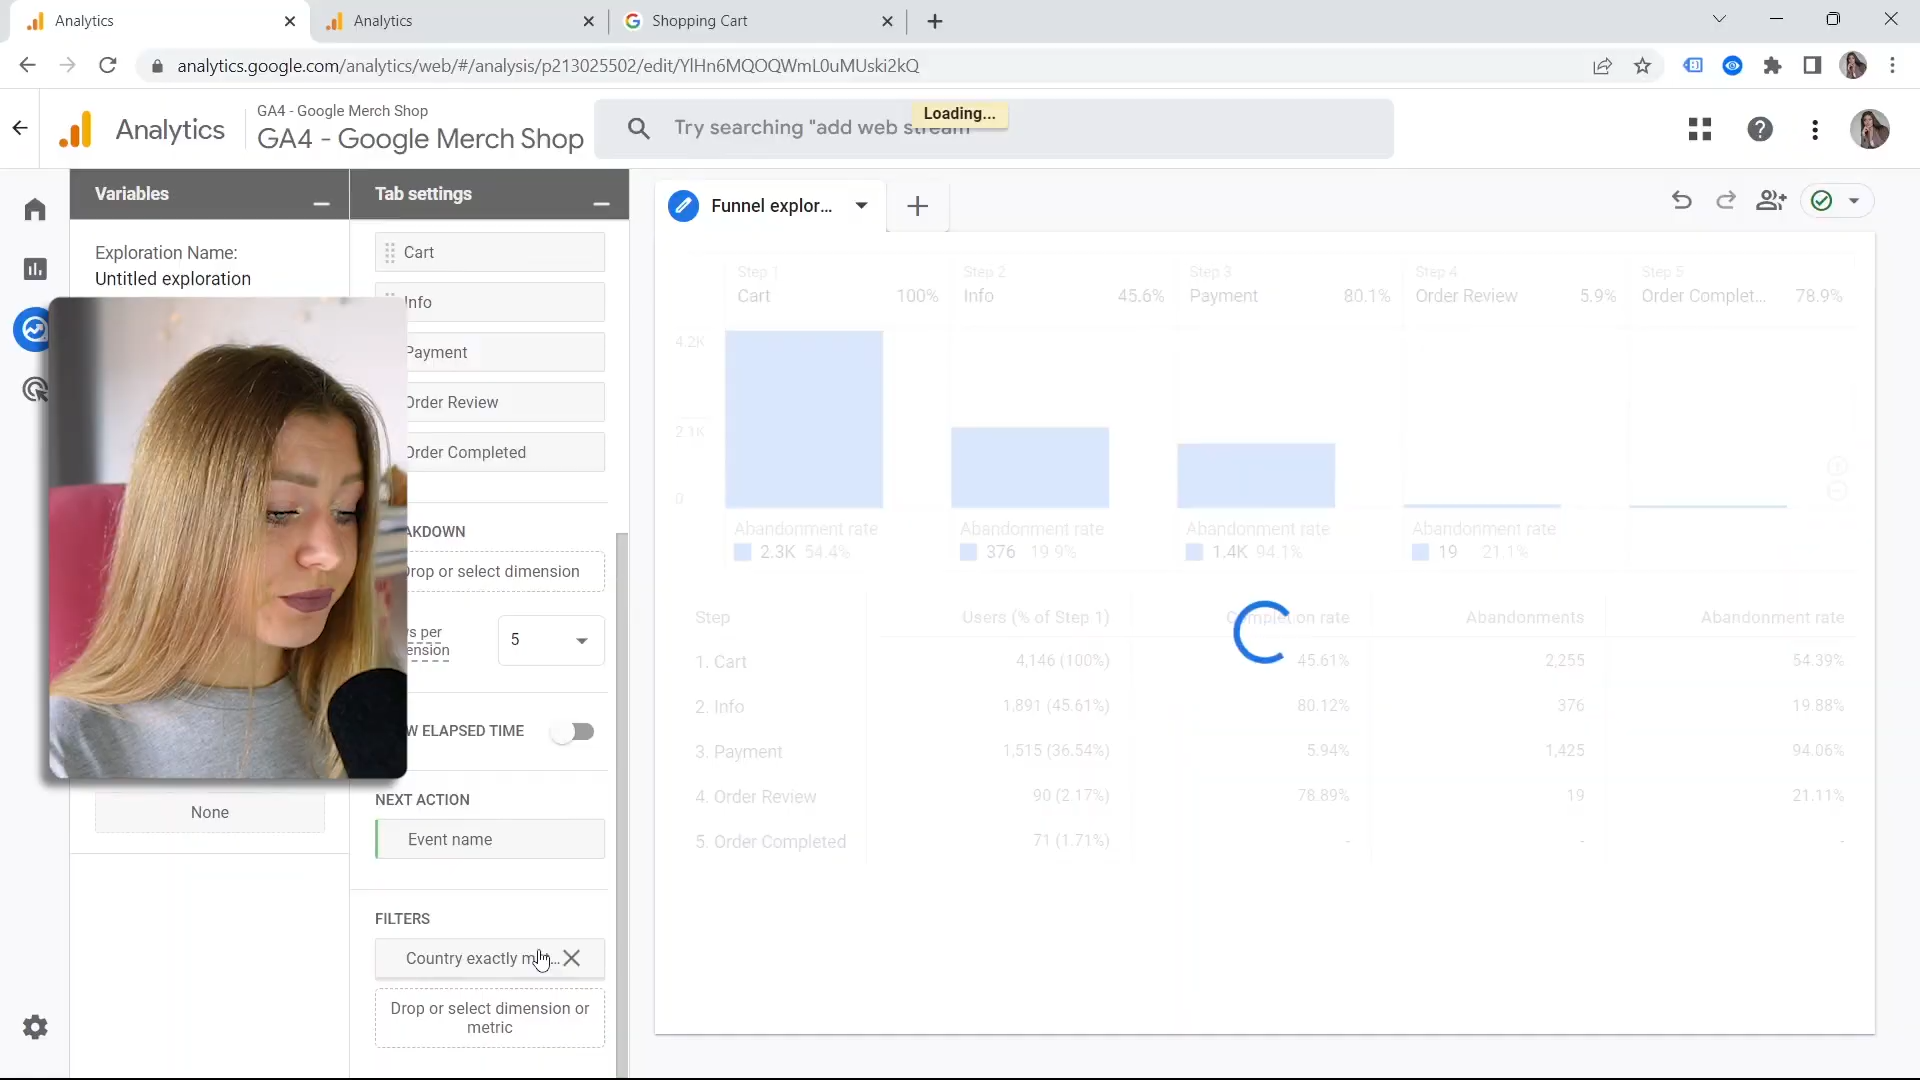 Analytics
Analytics
Shopping Cart
analytics.google.com/analytics/web/#/analysis/p213025502/edit/YlHn6MQOQWmL0uMUski2kQ
Analytics
GA4 - Google Merch Shop
GA4 - Google Merch Shop
Try searching "add web stream"
Loading...
Variables
Exploration Name:
Untitled exploration
None
Tab settings
Cart
Info
Payment
Order Review
Order Completed
AKDOWN
Drop or select dimension
s per
ension
5
W ELAPSED TIME
NEXT ACTION
Event name
FILTERS
Country exactly m...
Drop or select dimension or
metric
Funnel explor...
Step 1 Step 2 Step 3 Step 4 Step 5
Cart 100% Info 45.6% Payment 80.1% Order Review 5.9% Order Complet... 78.9%
4.2K
2.1K
0
Abandonment rate Abandonment rate Abandonment rate Abandonment rate
2.3K 54.4% 376 19.9% 1.4K 94.1% 19 21.1%
Step Users (% of Step 1) Completion rate Abandonments Abandonment rate
1. Cart 4,146 (100%) 45.61% 2,255 54.39%
2. Info 1,891 (45.61%) 80.12% 376 19.88%
3. Payment 1,515 (36.54%) 5.94% 1,425 94.06%
4. Order Review 90 (2.17%) 78.89% 19 21.11%
5. Order Completed 71 (1.71%) - - -